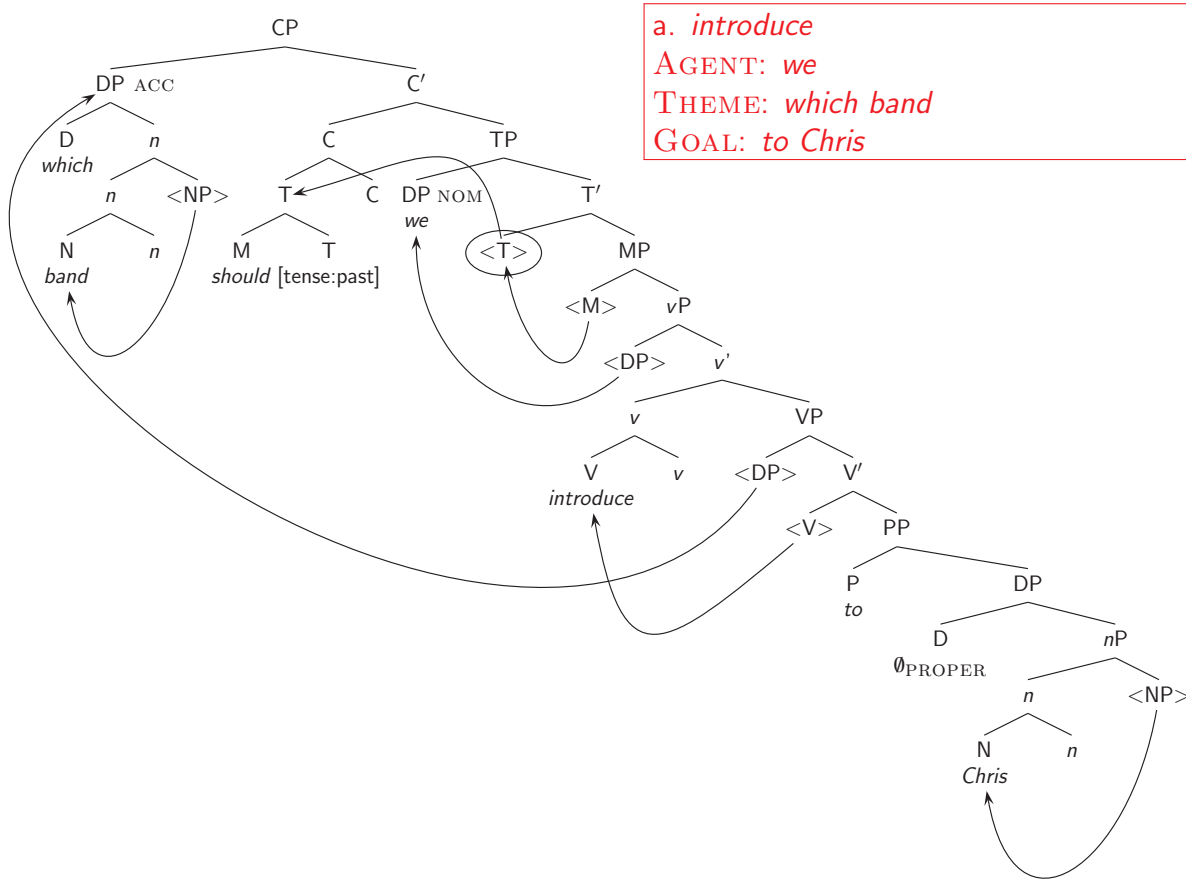 CP
a. introduce
AGENT: we
THEME: which band
GOAL: to Chris
DP ACC C′
D n C TP
which
n <NP> T C DP NOM T′
we
N n M T <T> MP
band should [tense:past]
<M> vP
<DP> v'
v VP
V v <DP> V′
introduce
<V> PP
P DP
to
D nP
∅PROPER
n <NP>
N n
Chris